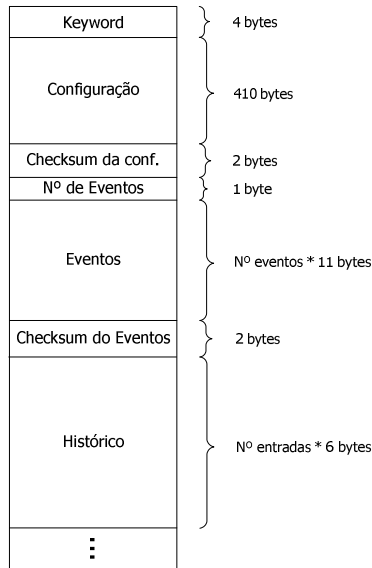 Keyword 4 bytes
Configuração 410 bytes
Checksum da conf. 2 bytes
Nº de Eventos 1 byte
Eventos Nº eventos * 11 bytes
Checksum do Eventos 2 bytes
Histórico Nº entradas * 6 bytes